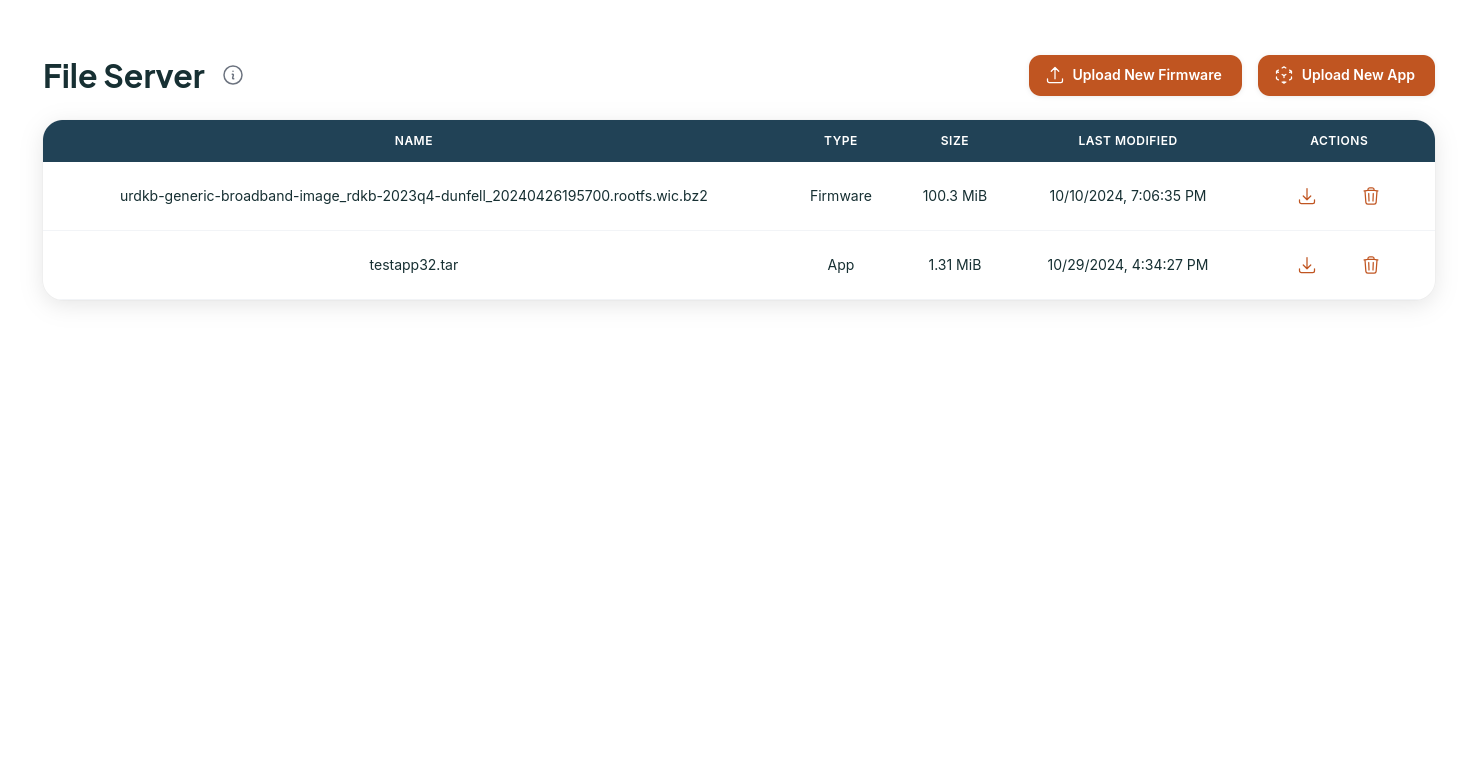 File Server
Upload New Firmware
Upload New App
NAME TYPE SIZE LAST MODIFIED ACTIONS
urdkb-generic-broadband-image_rdkb-2023q4-dunfell_20240426195700.rootfs.wic.bz2 Firmware 100.3 MiB 10/10/2024, 7:06:35 PM
testapp32.tar App 1.31 MiB 10/29/2024, 4:34:27 PM